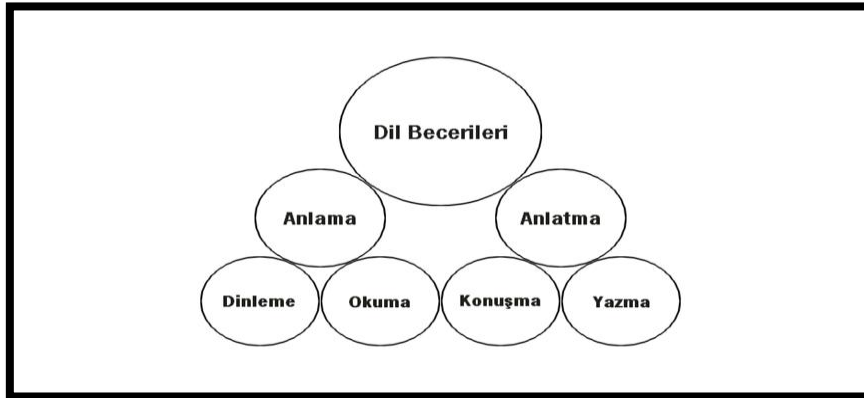 Dil Becerileri
Anlama
Anlatma
Dinleme
Okuma
Konuşma
Yazma